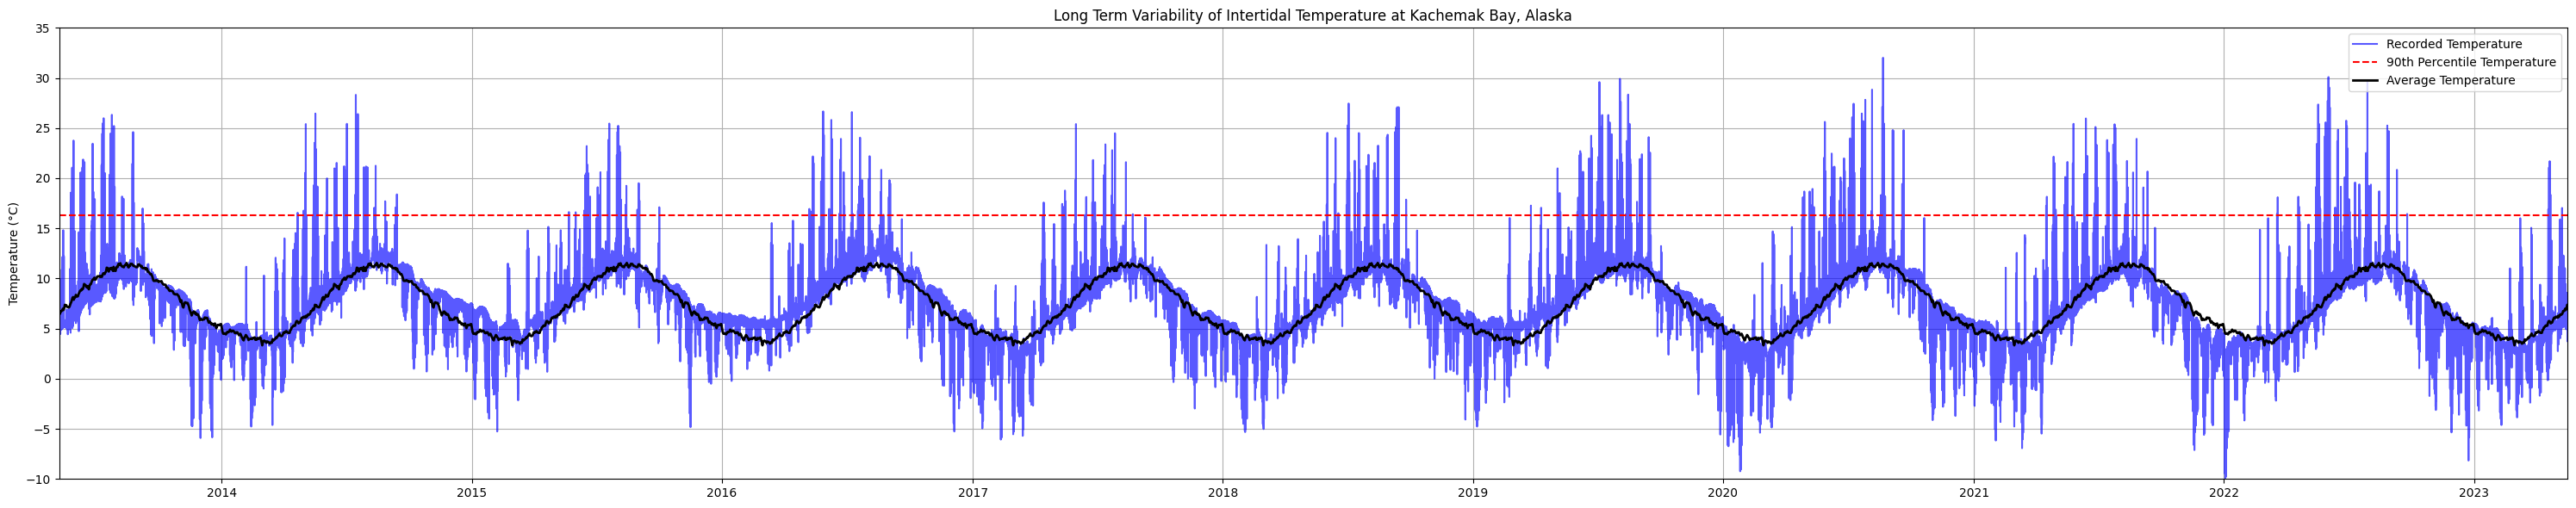 Long Term Variability of Intertidal Temperature at Kachemak Bay, Alaska
35
30
25
20
15
10
5
0
−5
−10
Temperature (°C)
Recorded Temperature
90th Percentile Temperature
Average Temperature
2014 2015 2016 2017 2018 2019 2020 2021 2022 2023